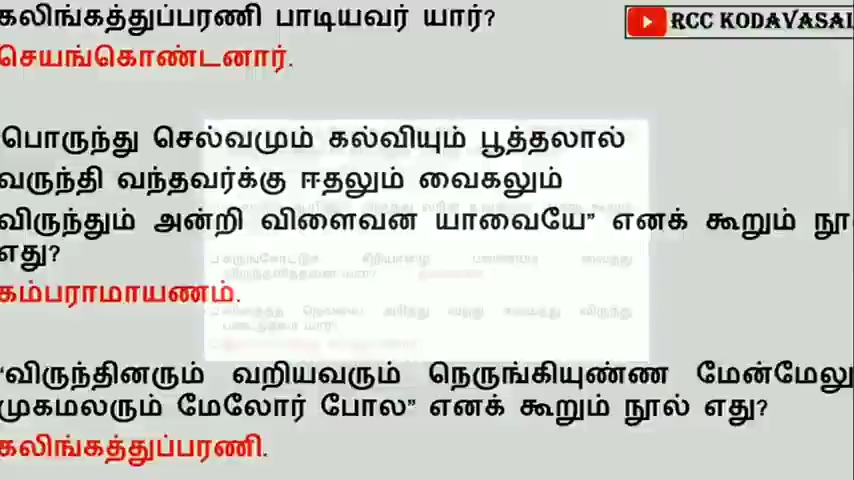 கலிங்கத்துப்பரணி பாடியவர் யார்?
RCC KODAVASAL
செயங்கொண்டனார்.
பொருந்து செல்வமும் கல்வியும் பூத்தலால்
வருந்தி வந்தவர்க்கு ஈதலும் வைகலும்
விருந்தும் அன்றி விளைவன யாவையே” எனக் கூறும் நூ
எது?
கம்பராமாயணம்.
“விருந்தினரும் வறியவரும் நெருங்கியுண்ண மேன்மேலு
முகமலரும் மேலோர் போல” எனக் கூறும் நூல் எது?
கலிங்கத்துப்பரணி.